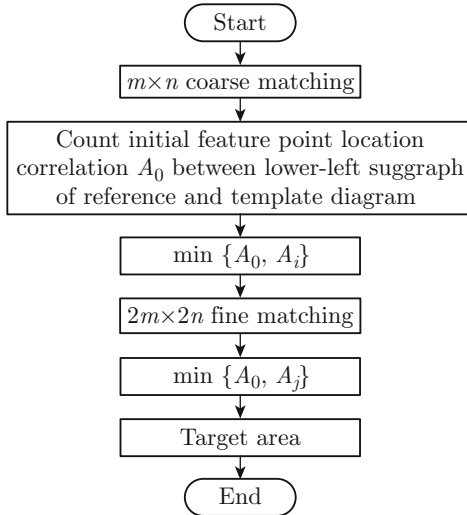 Start
m×n coarse matching
Count initial feature point location
correlation A₀ between lower-left suggraph
of reference and template diagram
min {A₀, Aᵢ}
2m×2n fine matching
min {A₀, Aⱼ}
Target area
End